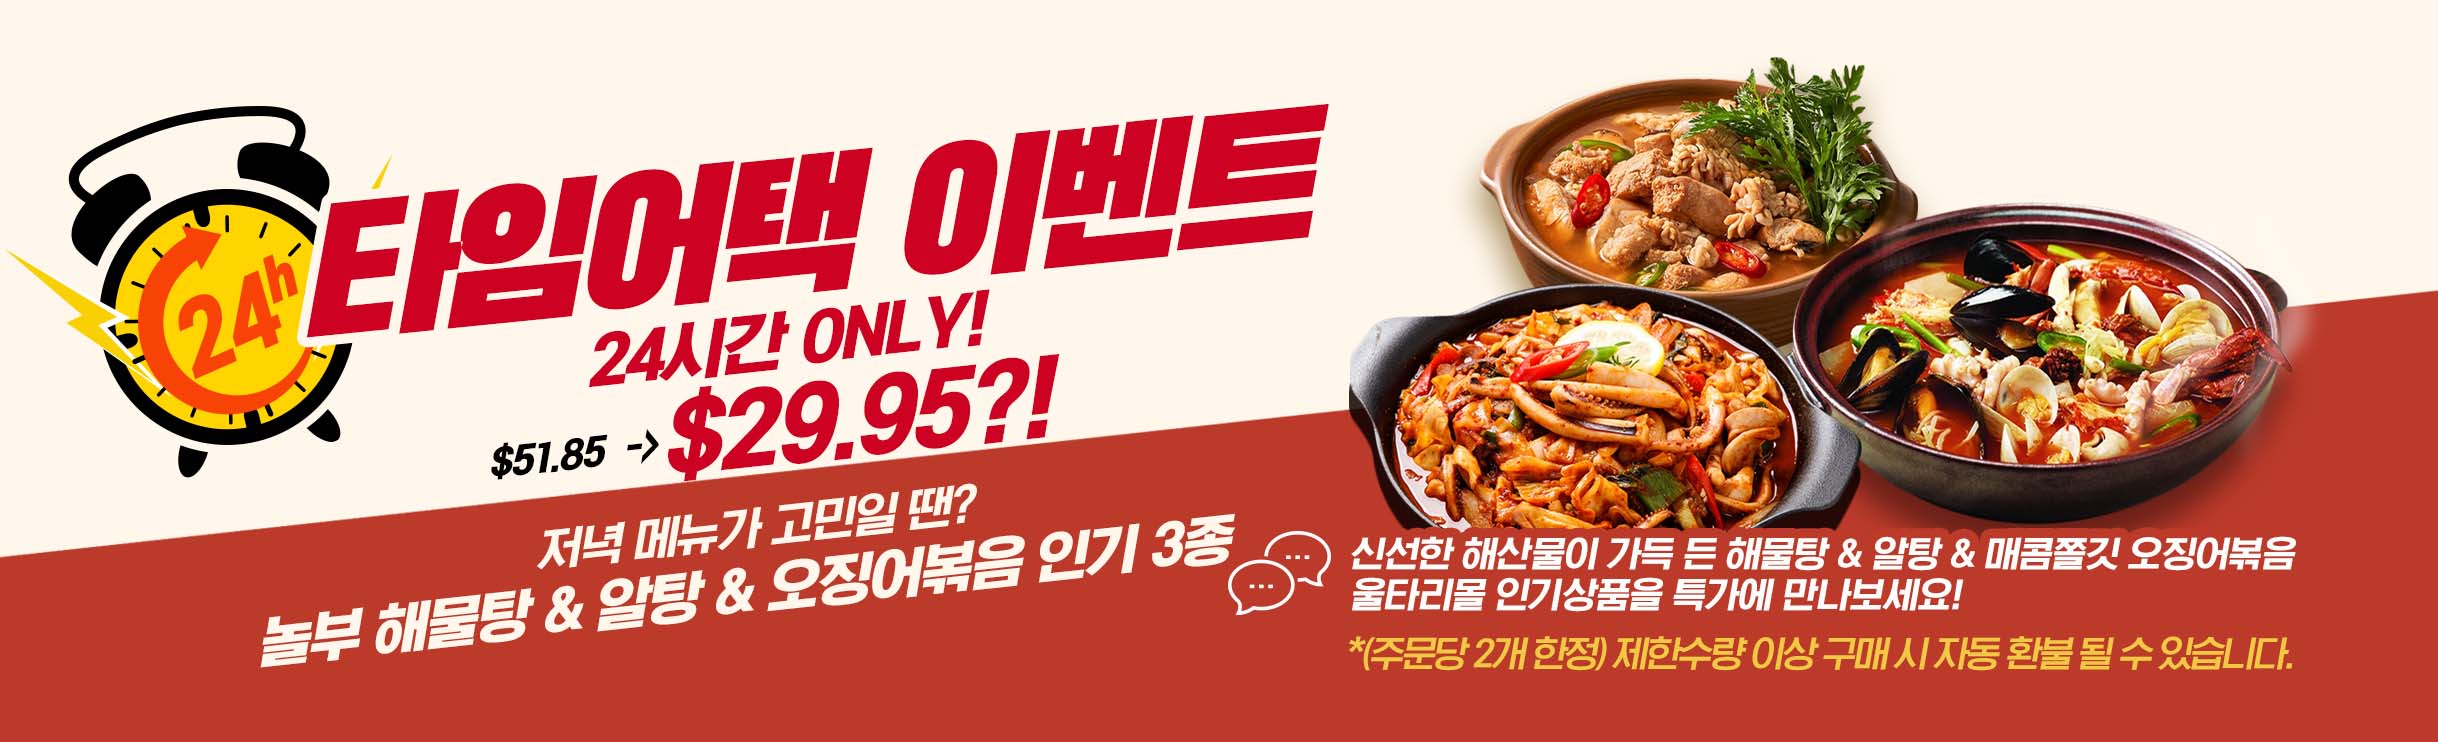 24h
타임어택 이벤트
24시간 ONLY!
$51.85 -> $29.95?!
저녁 메뉴가 고민일 땐?
놀부 해물탕 & 알탕 & 오징어볶음 인기 3종
신선한 해산물이 가득 든 해물탕 & 알탕 & 매콤쫄깃 오징어볶음
울타리몰 인기상품을 특가에 만나보세요!
*(주문당 2개 한정) 제한수량 이상 구매 시 자동 환불 될 수 있습니다.